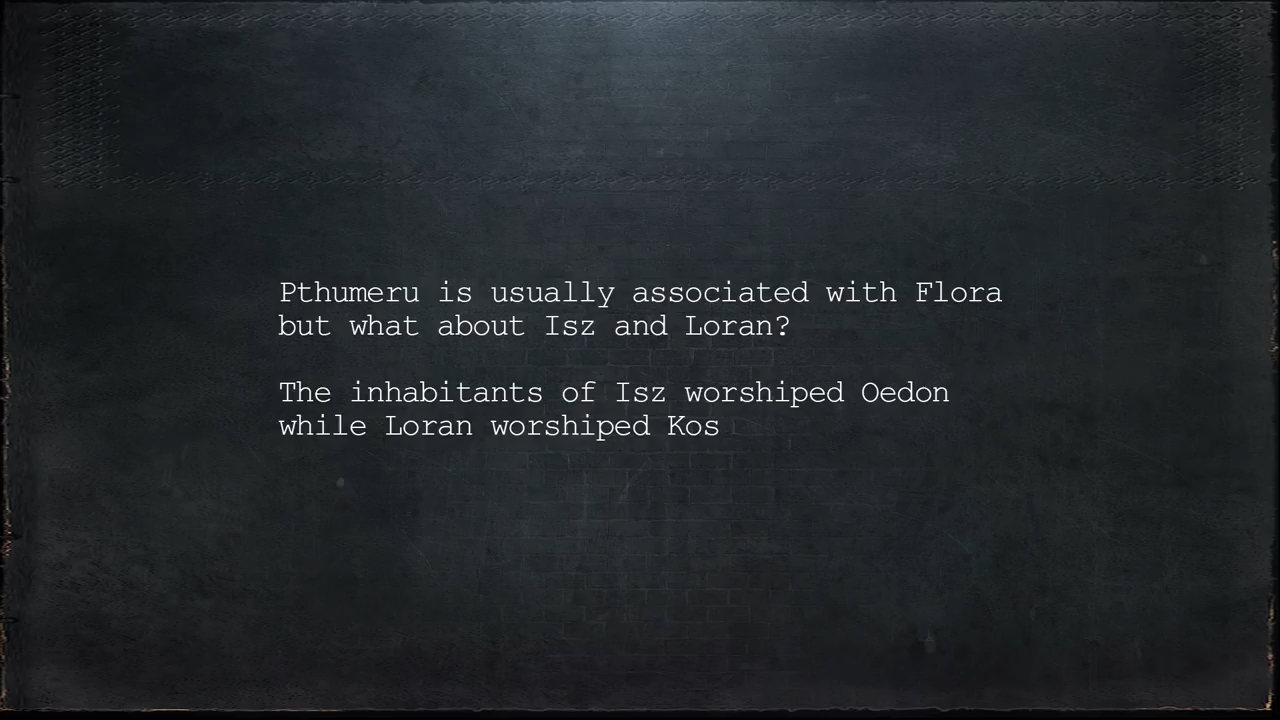 Pthumeru is usually associated with Flora
but what about Isz and Loran?
The inhabitants of Isz worshiped Oedon
while Loran worshiped Kos